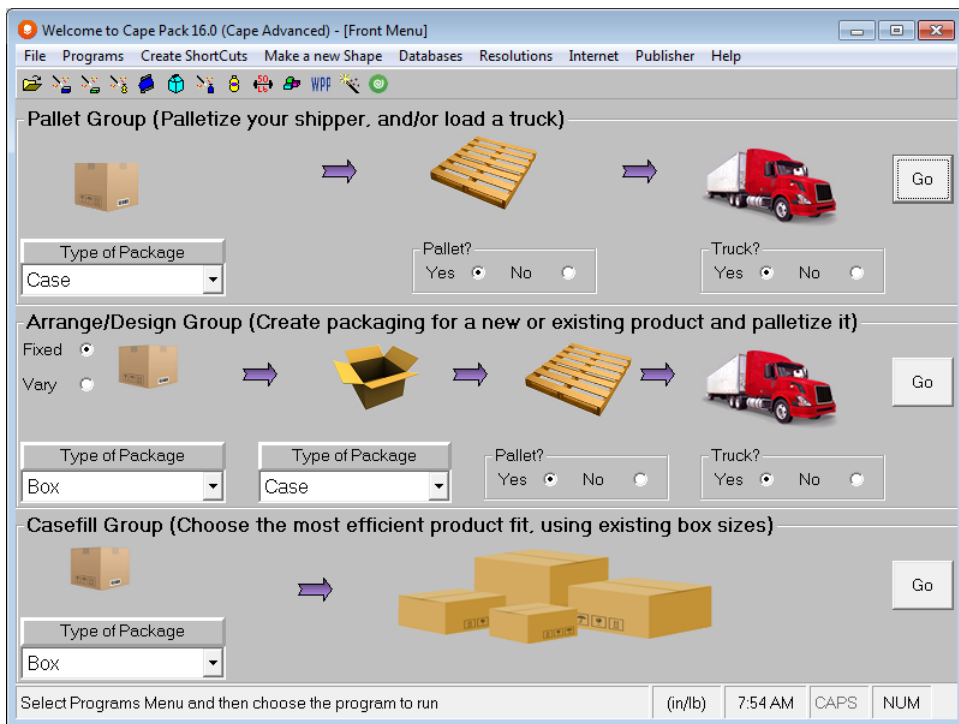 Welcome to Cape Pack 16.0 (Cape Advanced) - [Front Menu]
File Programs Create ShortCuts Make a new Shape Databases Resolutions Internet Publisher Help
50 LB WPP
Pallet Group (Palletize your shipper, and/or load a truck)
Go
Type of Package
Pallet?
Truck?
Case
Yes No
Yes No
Arrange/Design Group (Create packaging for a new or existing product and palletize it)
Fixed
Vary
Go
Type of Package
Type of Package
Pallet?
Truck?
Box
Case
Yes No
Yes No
Casefill Group (Choose the most efficient product fit, using existing box sizes)
Go
Type of Package
Box
Select Programs Menu and then choose the program to run
(in/lb)
7:54 AM
CAPS
NUM